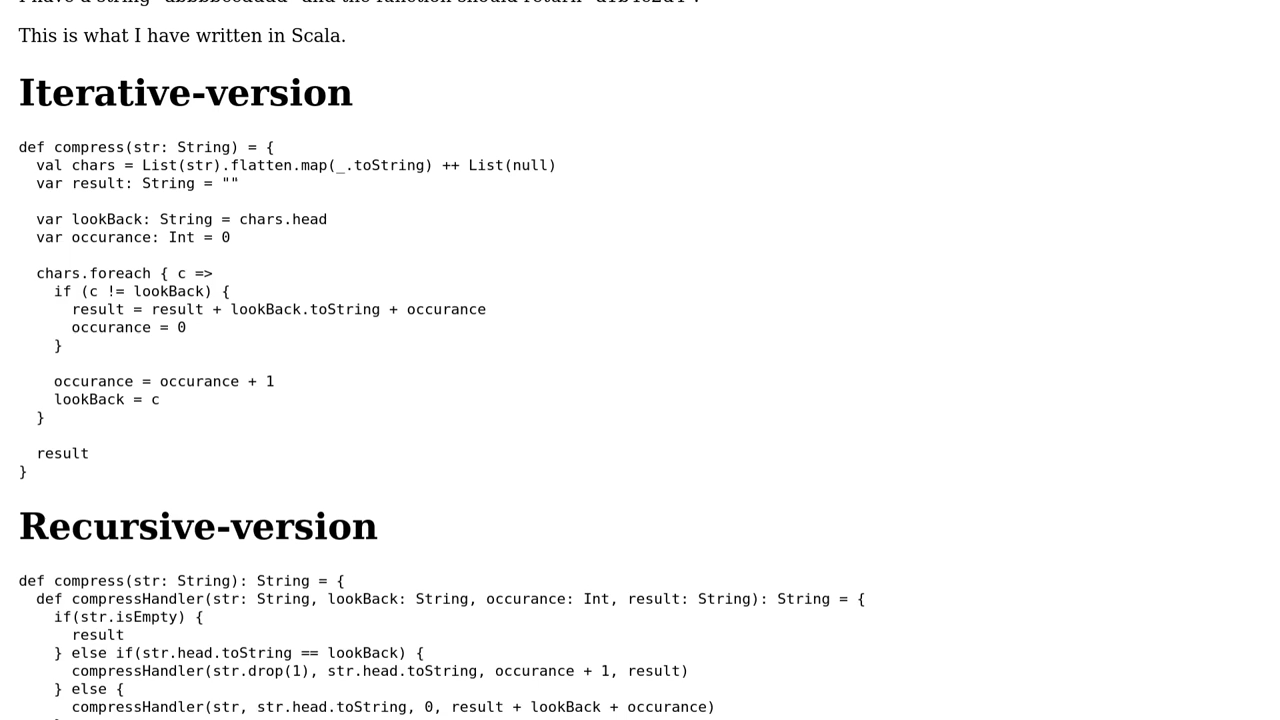 This is what I have written in Scala.
Iterative-version
def compress(str: String) = {
  val chars = List(str).flatten.map(_.toString) ++ List(null)
  var result: String = ""
  var lookBack: String = chars.head
  var occurance: Int = 0
  chars.foreach { c =>
    if (c != lookBack) {
      result = result + lookBack.toString + occurance
      occurance = 0
    }
    occurance = occurance + 1
    lookBack = c
  }
  result
}
Recursive-version
def compress(str: String): String = {
  def compressHandler(str: String, lookBack: String, occurance: Int, result: String): String = {
    if(str.isEmpty) {
      result
    } else if(str.head.toString == lookBack) {
      compressHandler(str.drop(1), str.head.toString, occurance + 1, result)
    } else {
      compressHandler(str, str.head.toString, 0, result + lookBack + occurance)